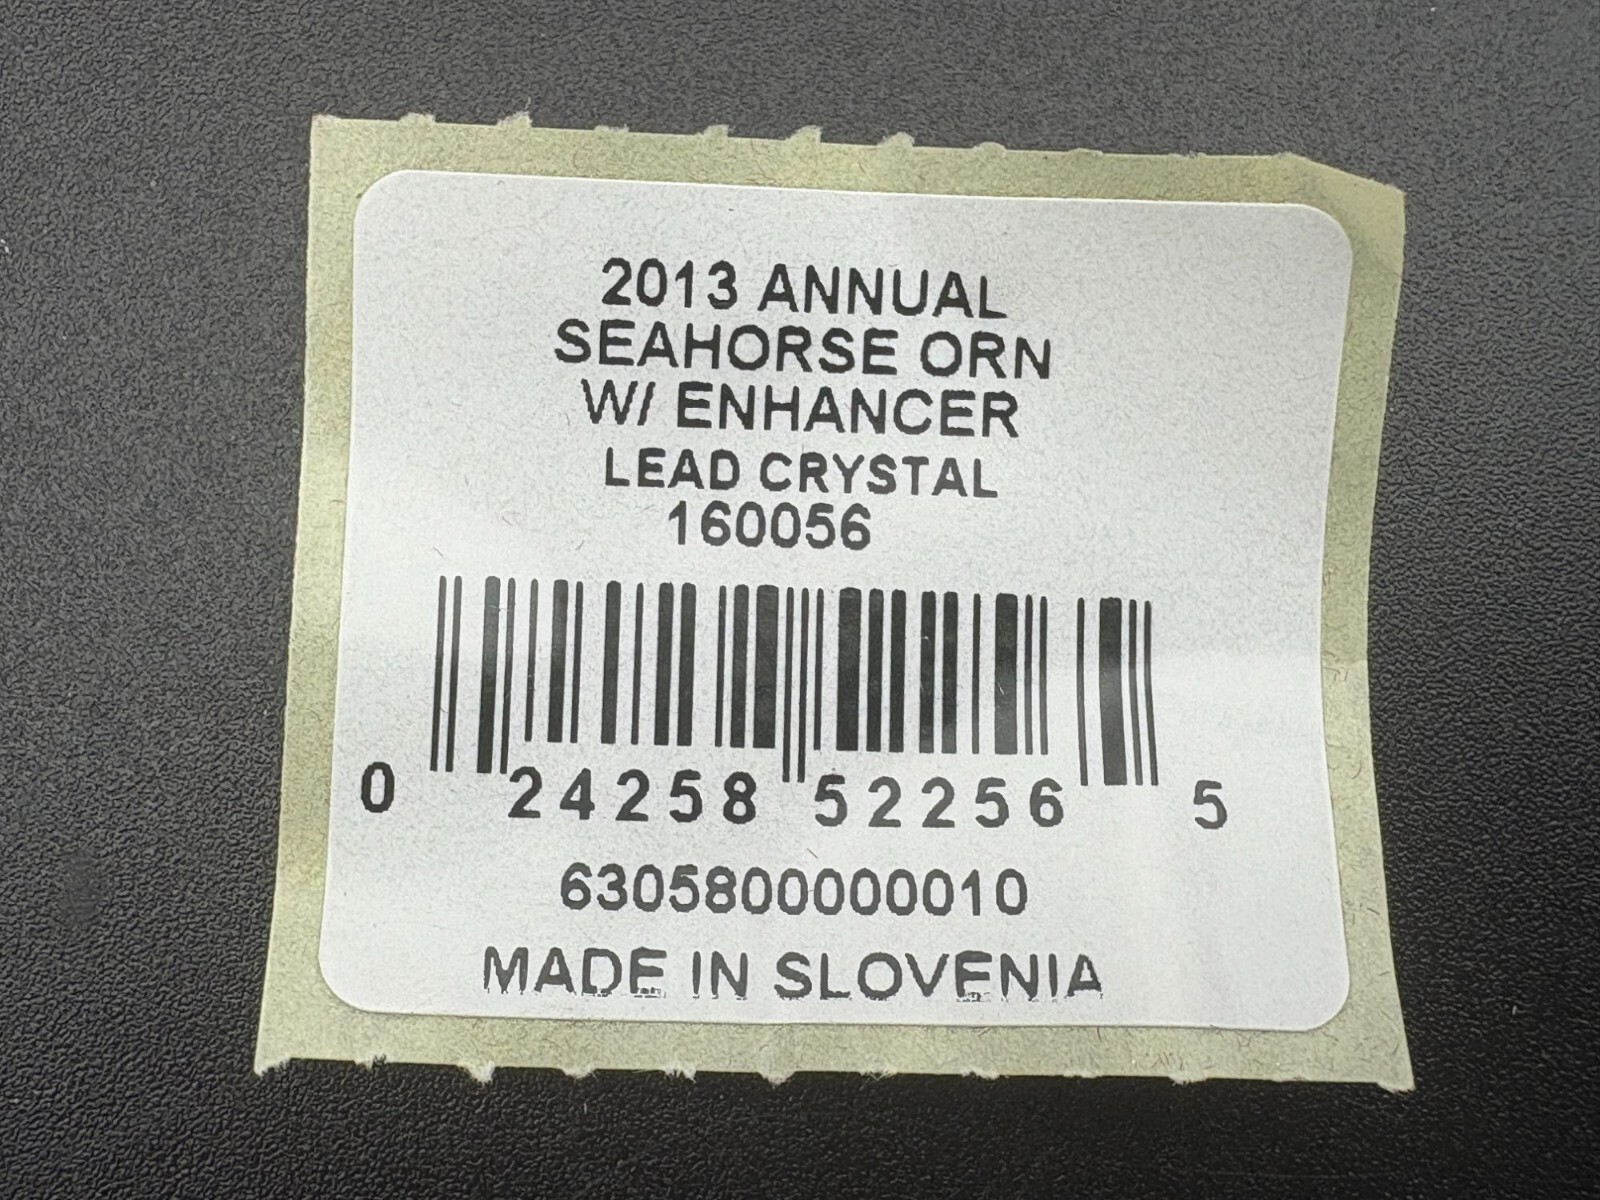 2013 ANNUAL
SEAHORSE ORN
W/ ENHANCER
LEAD CRYSTAL
160056
0 24258 52256 5
6305800000010
MADE IN SLOVENIA